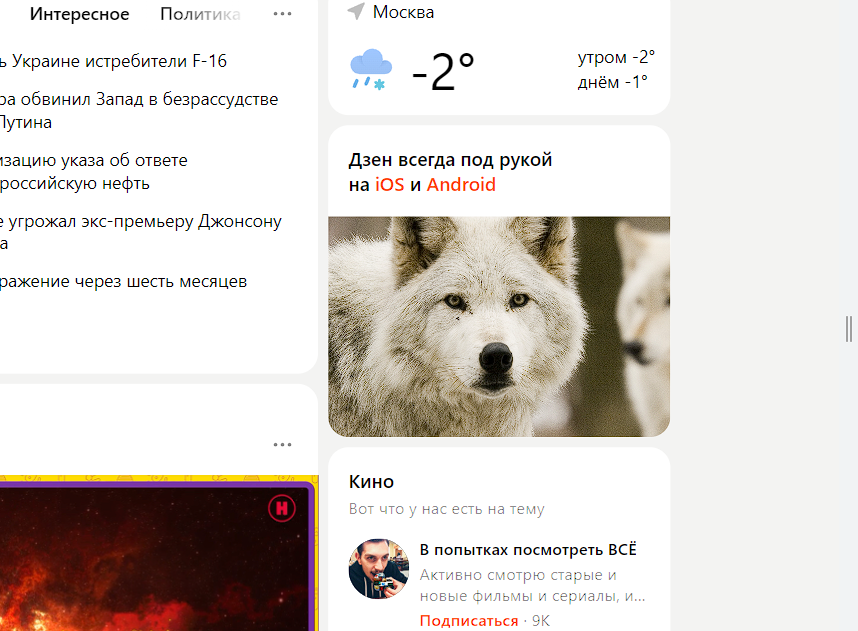 Интересное
Политика
ь Украине истребители F-16
ра обвинил Запад в безрассудстве
Путина
изацию указа об ответе
российскую нефть
е угрожал экс-премьеру Джонсону
а
ражение через шесть месяцев
Москва
-2°
утром -2°
днём -1°
Дзен всегда под рукой
на iOS и Android
Н
Кино
Вот что у нас есть на тему
В попытках посмотреть ВСЁ
Активно смотрю старые и
новые фильмы и сериалы, и...
Подписаться · 9K